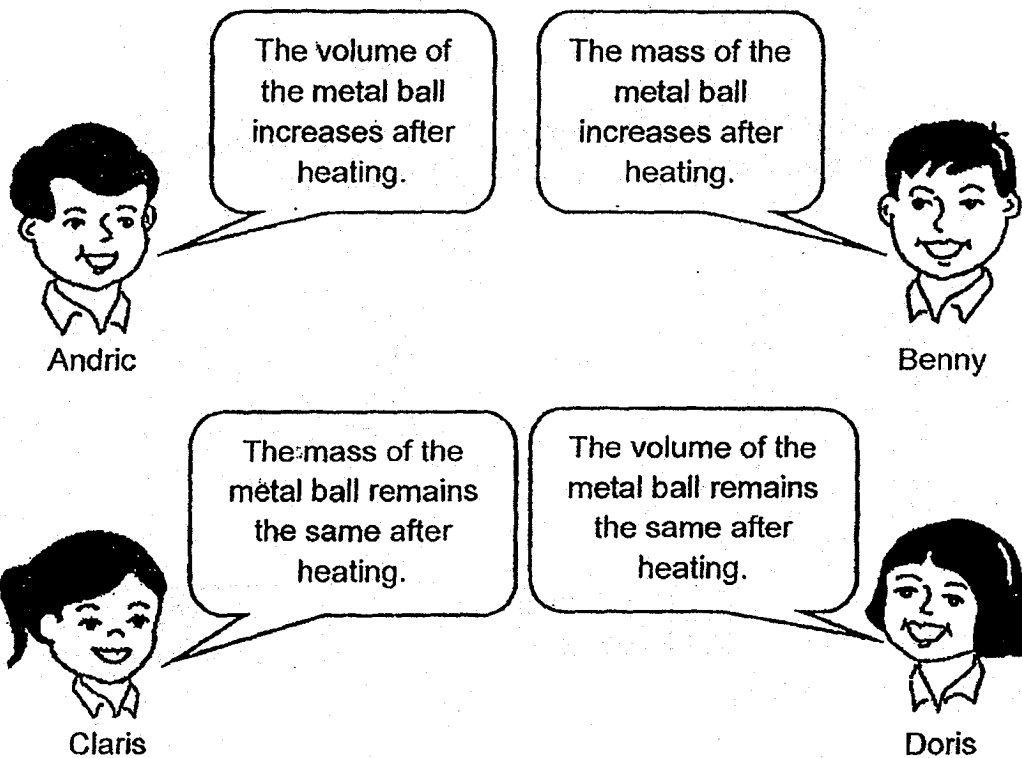 The volume of
the metal ball
increases after
heating.
The mass of the
metal ball
increases after
heating.
Andric
Benny
The mass of the
metal ball remains
the same after
heating.
The volume of the
metal ball remains
the same after
heating.
Claris
Doris